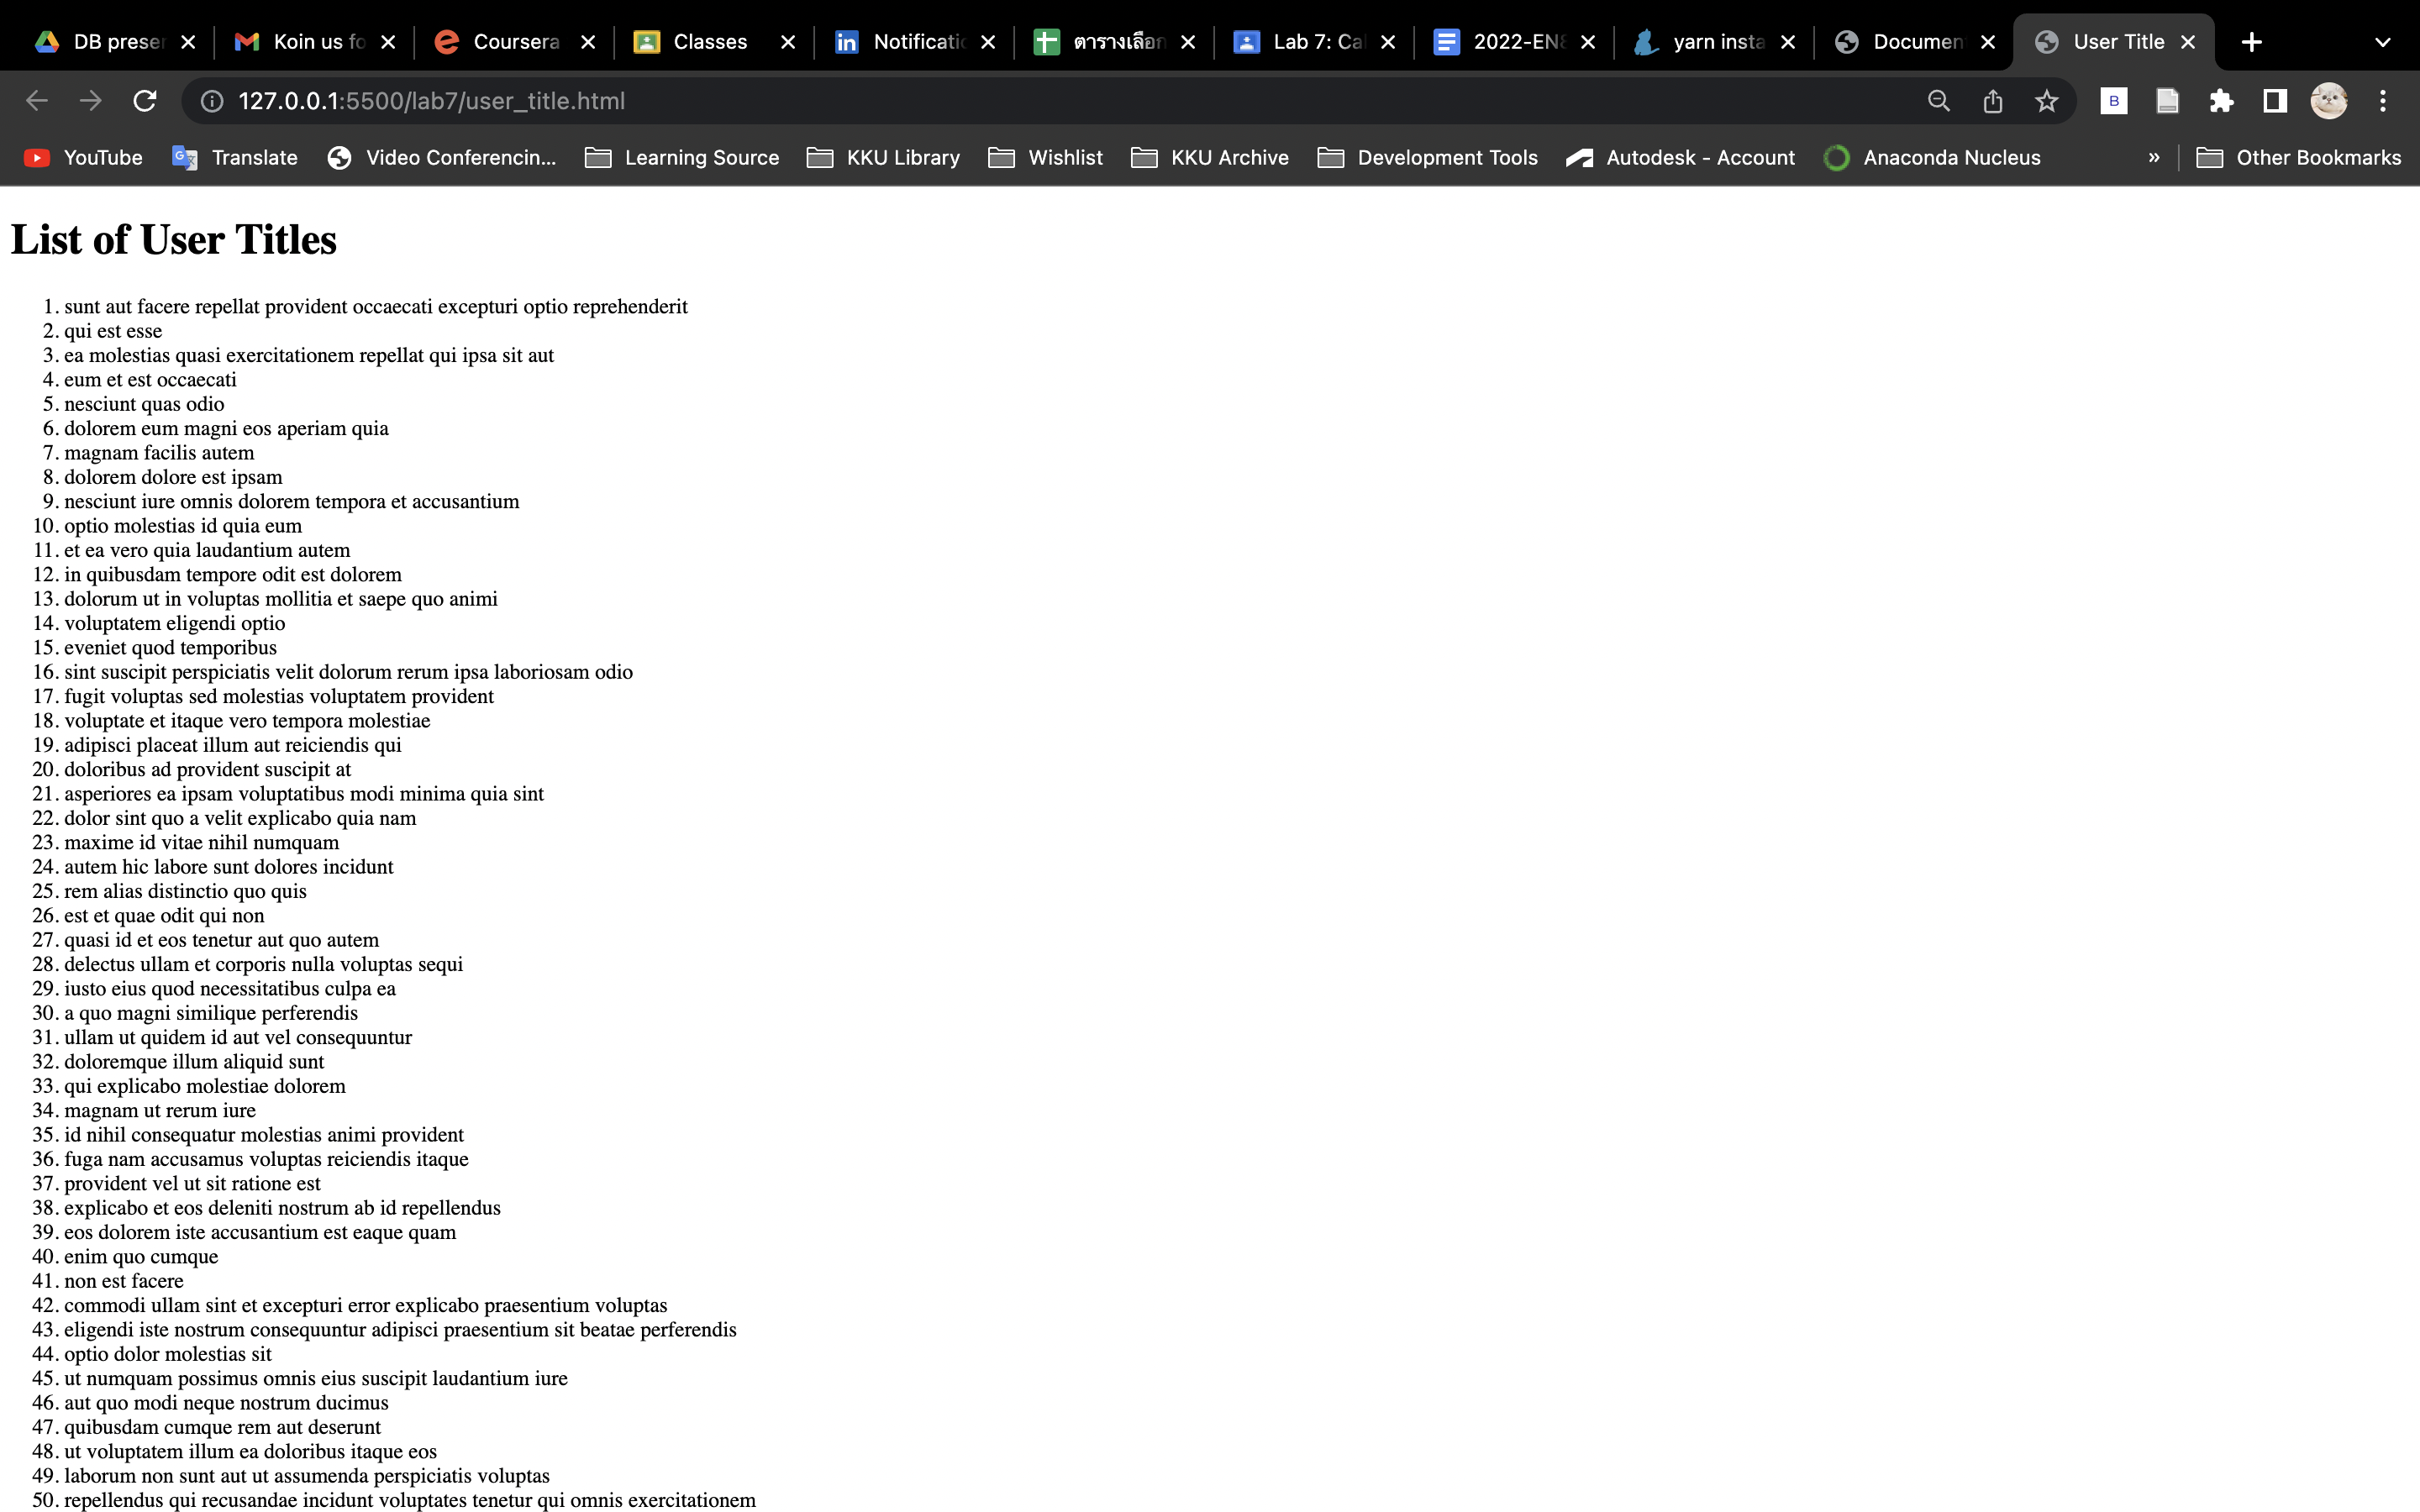 DB preser
Koin us fo
Coursera
Classes
Notificatio
ตารางเลือก
Lab 7: Cal
2022-EN8
yarn insta
Document
User Title
127.0.0.1:5500/lab7/user_title.html
B
YouTube
Translate
Video Conferencin...
Learning Source
KKU Library
Wishlist
KKU Archive
Development Tools
Autodesk - Account
Anaconda Nucleus
»
Other Bookmarks
List of User Titles
1. sunt aut facere repellat provident occaecati excepturi optio reprehenderit
2. qui est esse
3. ea molestias quasi exercitationem repellat qui ipsa sit aut
4. eum et est occaecati
5. nesciunt quas odio
6. dolorem eum magni eos aperiam quia
7. magnam facilis autem
8. dolorem dolore est ipsam
9. nesciunt iure omnis dolorem tempora et accusantium
10. optio molestias id quia eum
11. et ea vero quia laudantium autem
12. in quibusdam tempore odit est dolorem
13. dolorum ut in voluptas mollitia et saepe quo animi
14. voluptatem eligendi optio
15. eveniet quod temporibus
16. sint suscipit perspiciatis velit dolorum rerum ipsa laboriosam odio
17. fugit voluptas sed molestias voluptatem provident
18. voluptate et itaque vero tempora molestiae
19. adipisci placeat illum aut reiciendis qui
20. doloribus ad provident suscipit at
21. asperiores ea ipsam voluptatibus modi minima quia sint
22. dolor sint quo a velit explicabo quia nam
23. maxime id vitae nihil numquam
24. autem hic labore sunt dolores incidunt
25. rem alias distinctio quo quis
26. est et quae odit qui non
27. quasi id et eos tenetur aut quo autem
28. delectus ullam et corporis nulla voluptas sequi
29. iusto eius quod necessitatibus culpa ea
30. a quo magni similique perferendis
31. ullam ut quidem id aut vel consequuntur
32. doloremque illum aliquid sunt
33. qui explicabo molestiae dolorem
34. magnam ut rerum iure
35. id nihil consequatur molestias animi provident
36. fuga nam accusamus voluptas reiciendis itaque
37. provident vel ut sit ratione est
38. explicabo et eos deleniti nostrum ab id repellendus
39. eos dolorem iste accusantium est eaque quam
40. enim quo cumque
41. non est facere
42. commodi ullam sint et excepturi error explicabo praesentium voluptas
43. eligendi iste nostrum consequuntur adipisci praesentium sit beatae perferendis
44. optio dolor molestias sit
45. ut numquam possimus omnis eius suscipit laudantium iure
46. aut quo modi neque nostrum ducimus
47. quibusdam cumque rem aut deserunt
48. ut voluptatem illum ea doloribus itaque eos
49. laborum non sunt aut ut assumenda perspiciatis voluptas
50. repellendus qui recusandae incidunt voluptates tenetur qui omnis exercitationem